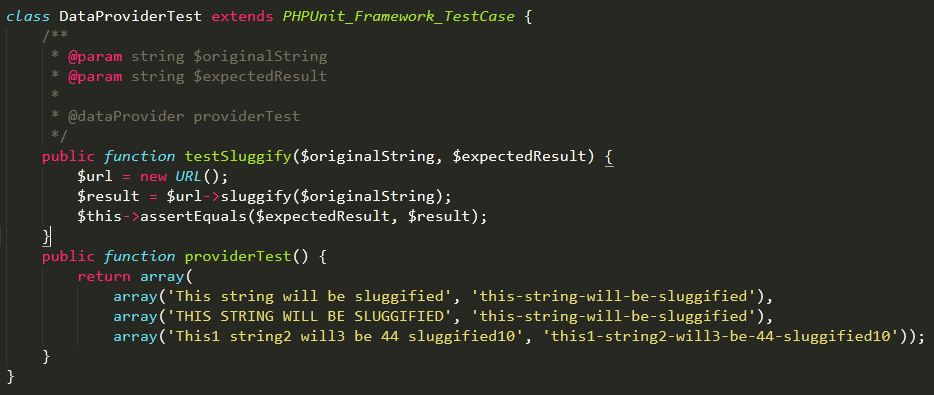 class DataProviderTest extends PHPUnit_Framework_TestCase {
    /**
     * @param string $originalString
     * @param string $expectedResult
     *
     * @dataProvider providerTest
     */
    public function testSluggify($originalString, $expectedResult) {
        $url = new URL();
        $result = $url->sluggify($originalString);
        $this->assertEquals($expectedResult, $result);
    }
    public function providerTest() {
        return array(
            array('This string will be sluggified', 'this-string-will-be-sluggified'),
            array('THIS STRING WILL BE SLUGGIFIED', 'this-string-will-be-sluggified'),
            array('This1 string2 will3 be 44 sluggified10', 'this1-string2-will3-be-44-sluggified10'));
    }
}